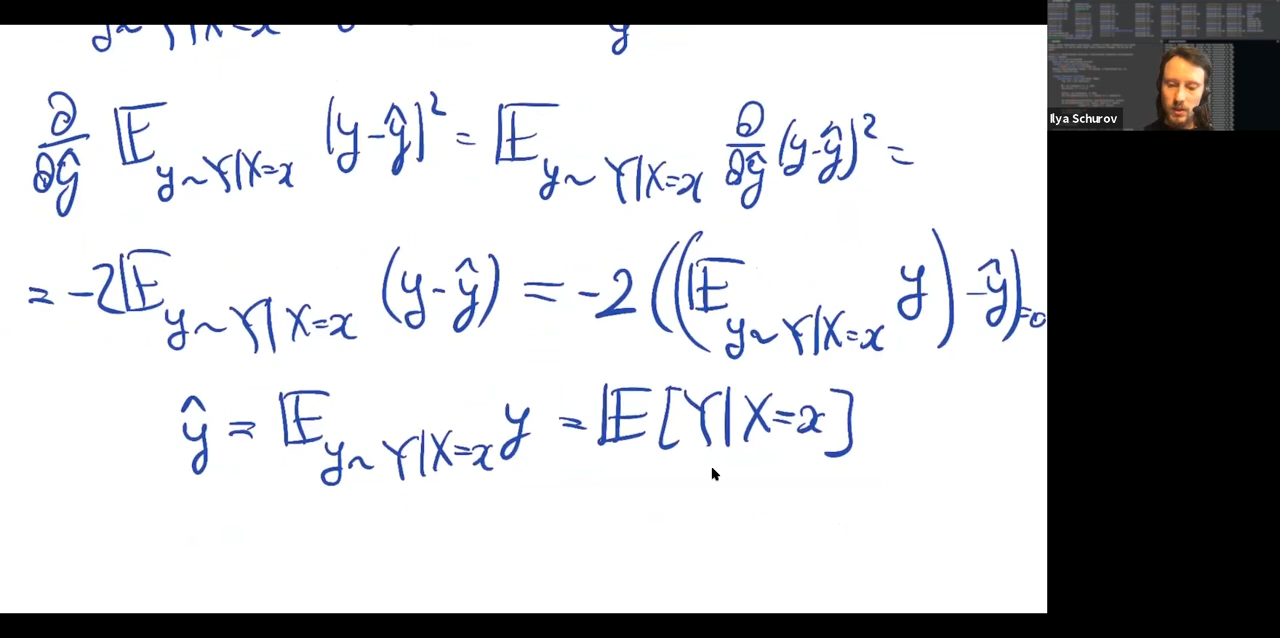 y~Y|X=x y
∂/∂ŷ 𝔼_{y~Y|X=x} (y-ŷ)² = 𝔼_{y~Y|X=x} ∂/∂ŷ (y-ŷ)² =
= -2𝔼_{y~Y|X=x} (y-ŷ) = -2((𝔼_{y~Y|X=x} y) - ŷ) =0
ŷ = 𝔼_{y~Y|X=x} y = 𝔼[Y|X=x]
Ilya Schurov